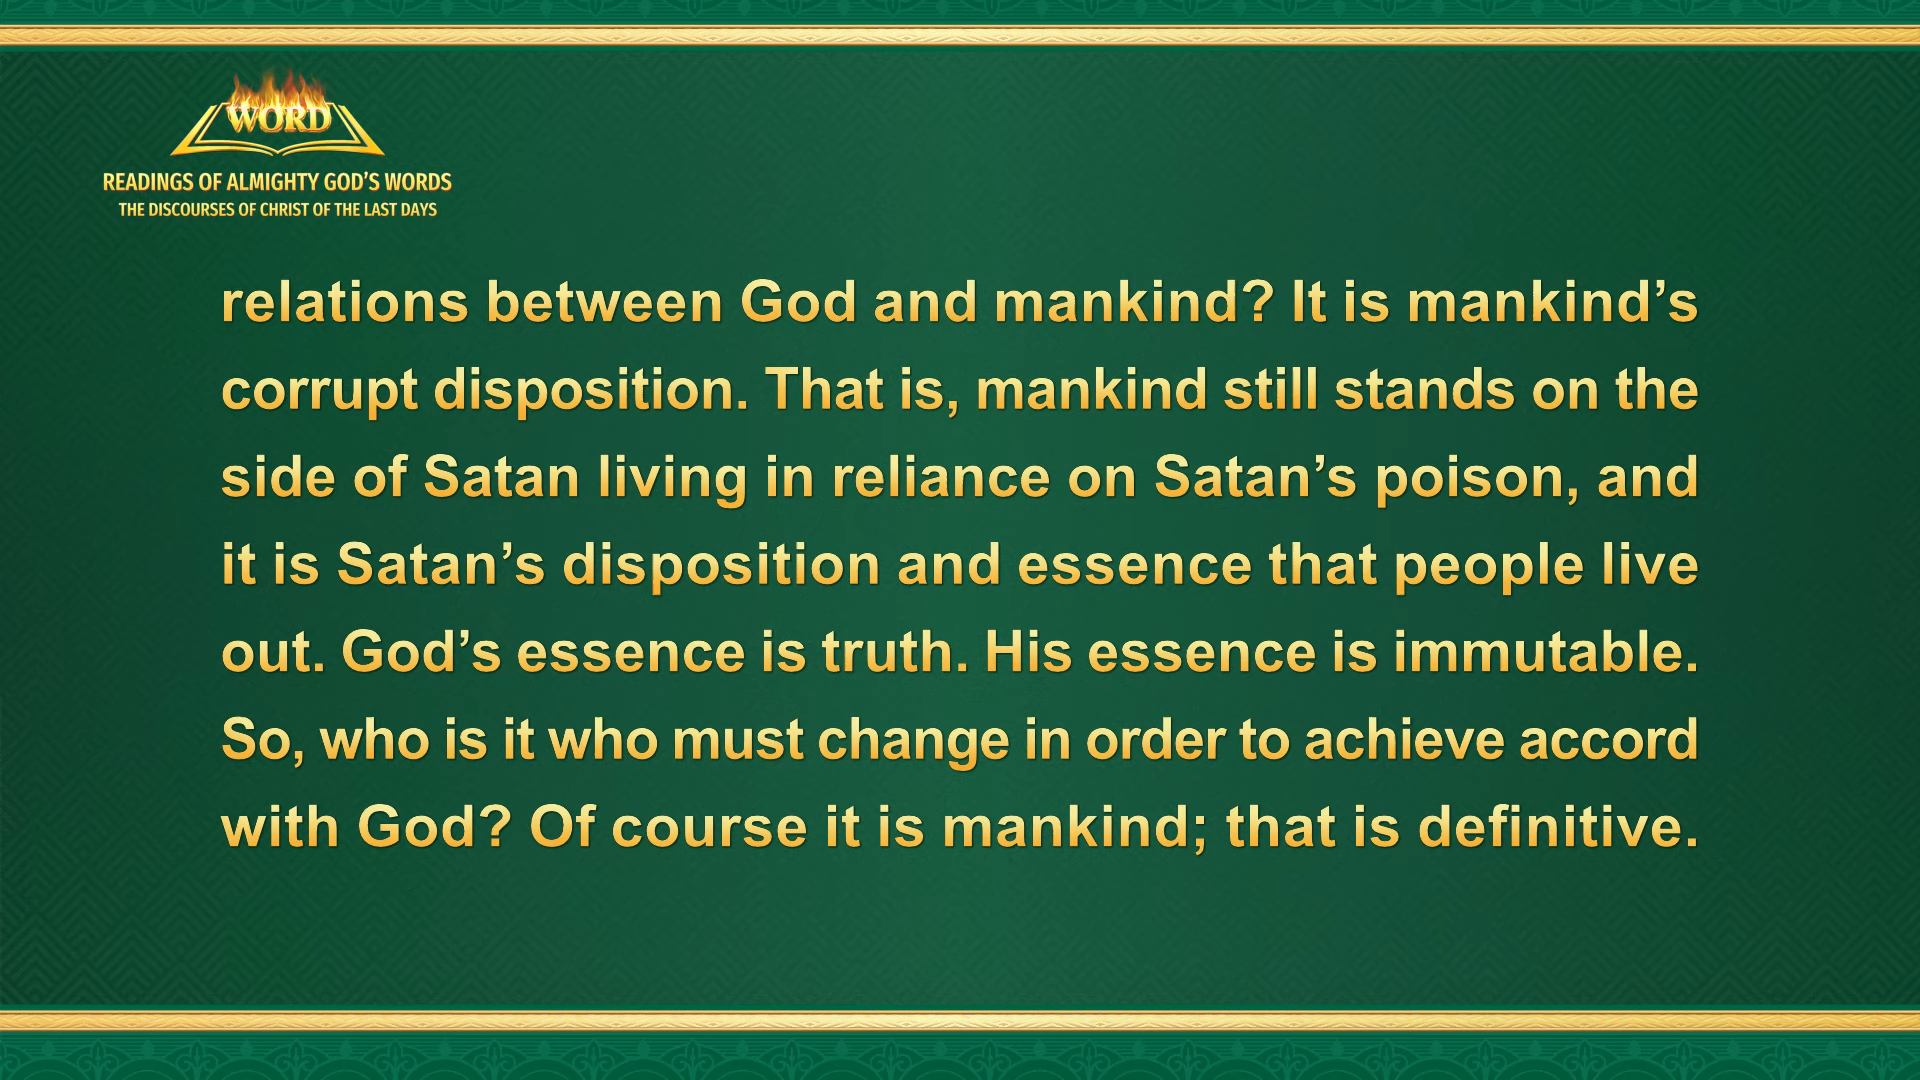 WORD
READINGS OF ALMIGHTY GOD’S WORDS
THE DISCOURSES OF CHRIST OF THE LAST DAYS
relations between God and mankind? It is mankind’s
corrupt disposition. That is, mankind still stands on the
side of Satan living in reliance on Satan’s poison, and
it is Satan’s disposition and essence that people live
out. God’s essence is truth. His essence is immutable.
So, who is it who must change in order to achieve accord
with God? Of course it is mankind; that is definitive.